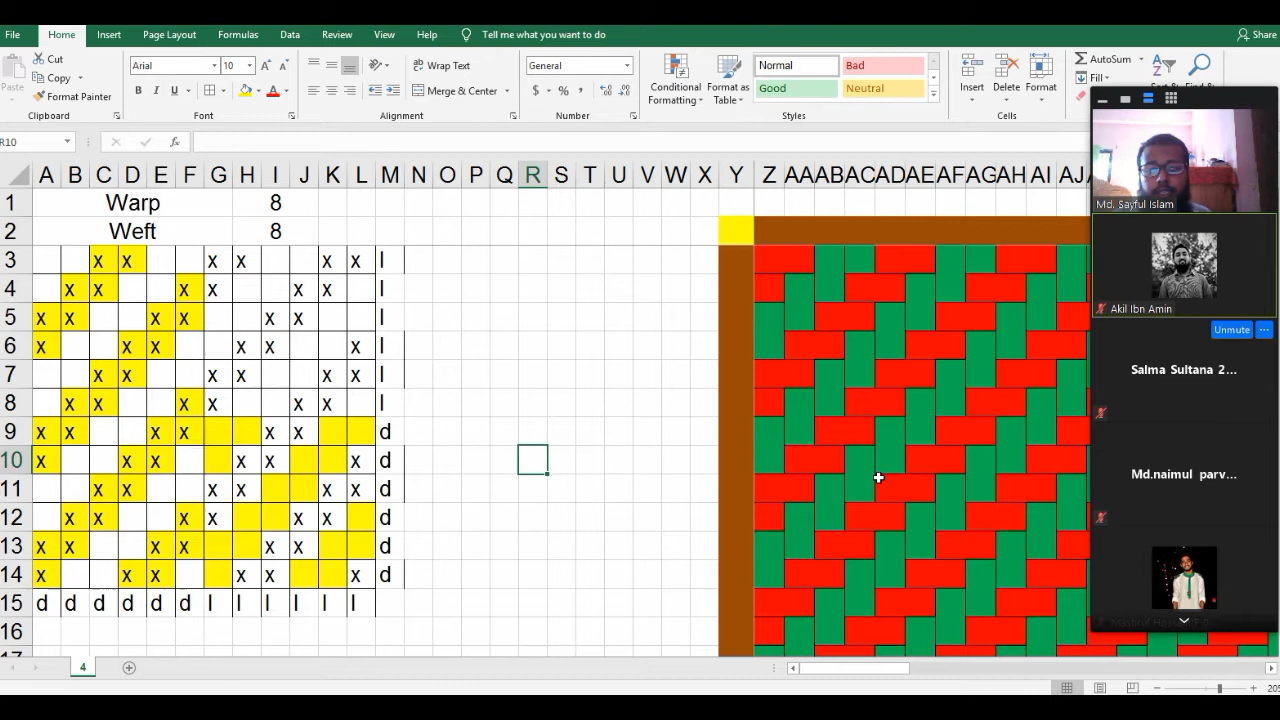 File Home Insert Page Layout Formulas Data Review View Help Tell me what you want to do Share
Cut
Copy
Format Painter
Clipboard
Arial 10
B I U
Font
Wrap Text
Merge & Center
Alignment
General
$ % ,
Number
Conditional Formatting
Format as Table
Normal Bad
Good Neutral
Styles
Insert Delete Format
Cells
AutoSum
Fill
R10 fx
A B C D E F G H I J K L M N O P Q R S T U V W X Y Z AA AB AC AD AE AF AG AH AI AJ
1 Warp 8
2 Weft 8
3 x x x x x x l
4 x x x x x x l
5 x x x x x x l
6 x x x x x x l
7 x x x x x x l
8 x x x x x x l
9 x x x x x x d
10 x x x x x x d
11 x x x x x x d
12 x x x x x x d
13 x x x x x x d
14 x x x x x x d
15 d d d d d d l l l l l l
16
17
4
Md. Sayful Islam
Akil Ibn Amin
Unmute ...
Salma Sultana 2...
Md.naimul parv...